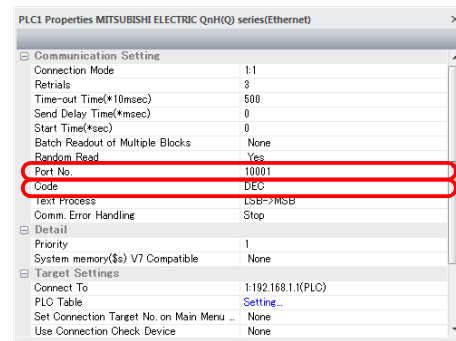 PLC1 Properties MITSUBISHI ELECTRIC QnH(Q) series(Ethernet)
Communication Setting
Connection Mode 1:1
Retrials 3
Time-out Time(*10msec) 500
Send Delay Time(*msec) 0
Start Time(*sec) 0
Batch Readout of Multiple Blocks None
Random Read Yes
Port No. 10001
Code DEC
Text Process LSB->MSB
Comm. Error Handling Stop
Detail
Priority 1
System memory($s) V7 Compatible None
Target Settings
Connect To 1:192.168.1.1(PLC)
PLC Table Setting...
Set Connection Target No. on Main Menu ... None
Use Connection Check Device None